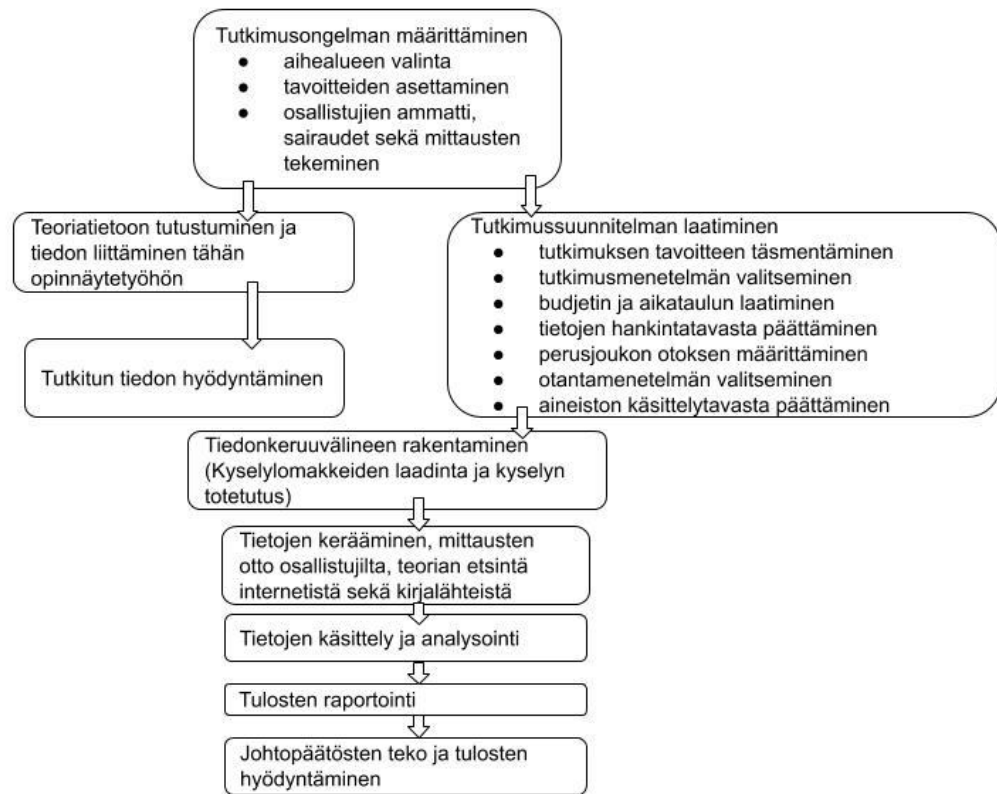 Tutkimusongelman määrittäminen
● aihealueen valinta
● tavoitteiden asettaminen
● osallistujien ammatti,
sairaudet sekä mittausten
tekeminen
Teoriatietoon tutustuminen ja
tiedon liittäminen tähän
opinnäytetyöhön
Tutkimussuunnitelman laatiminen
● tutkimuksen tavoitteen täsmentäminen
● tutkimusmenetelmän valitseminen
● budjetin ja aikataulun laatiminen
● tietojen hankintatavasta päättäminen
● perusjoukon otoksen määrittäminen
● otantamenetelmän valitseminen
● aineiston käsittelytavasta päättäminen
Tutkitun tiedon hyödyntäminen
Tiedonkeruuvälineen rakentaminen
(Kyselylomakkeiden laadinta ja kyselyn
totetutus)
Tietojen kerääminen, mittausten
otto osallistujilta, teorian etsintä
internetistä sekä kirjalähteistä
Tietojen käsittely ja analysointi
Tulosten raportointi
Johtopäätösten teko ja tulosten
hyödyntäminen